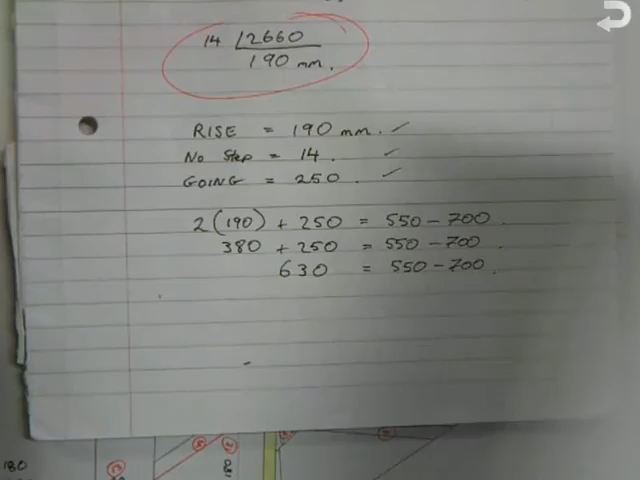 14 |2660
190 mm.
RISE = 190 mm. ✓
No Step = 14. ✓
GOING = 250. ✓
2(190) + 250 = 550 - 700.
380 + 250 = 550 - 700.
630 = 550 - 700.
180